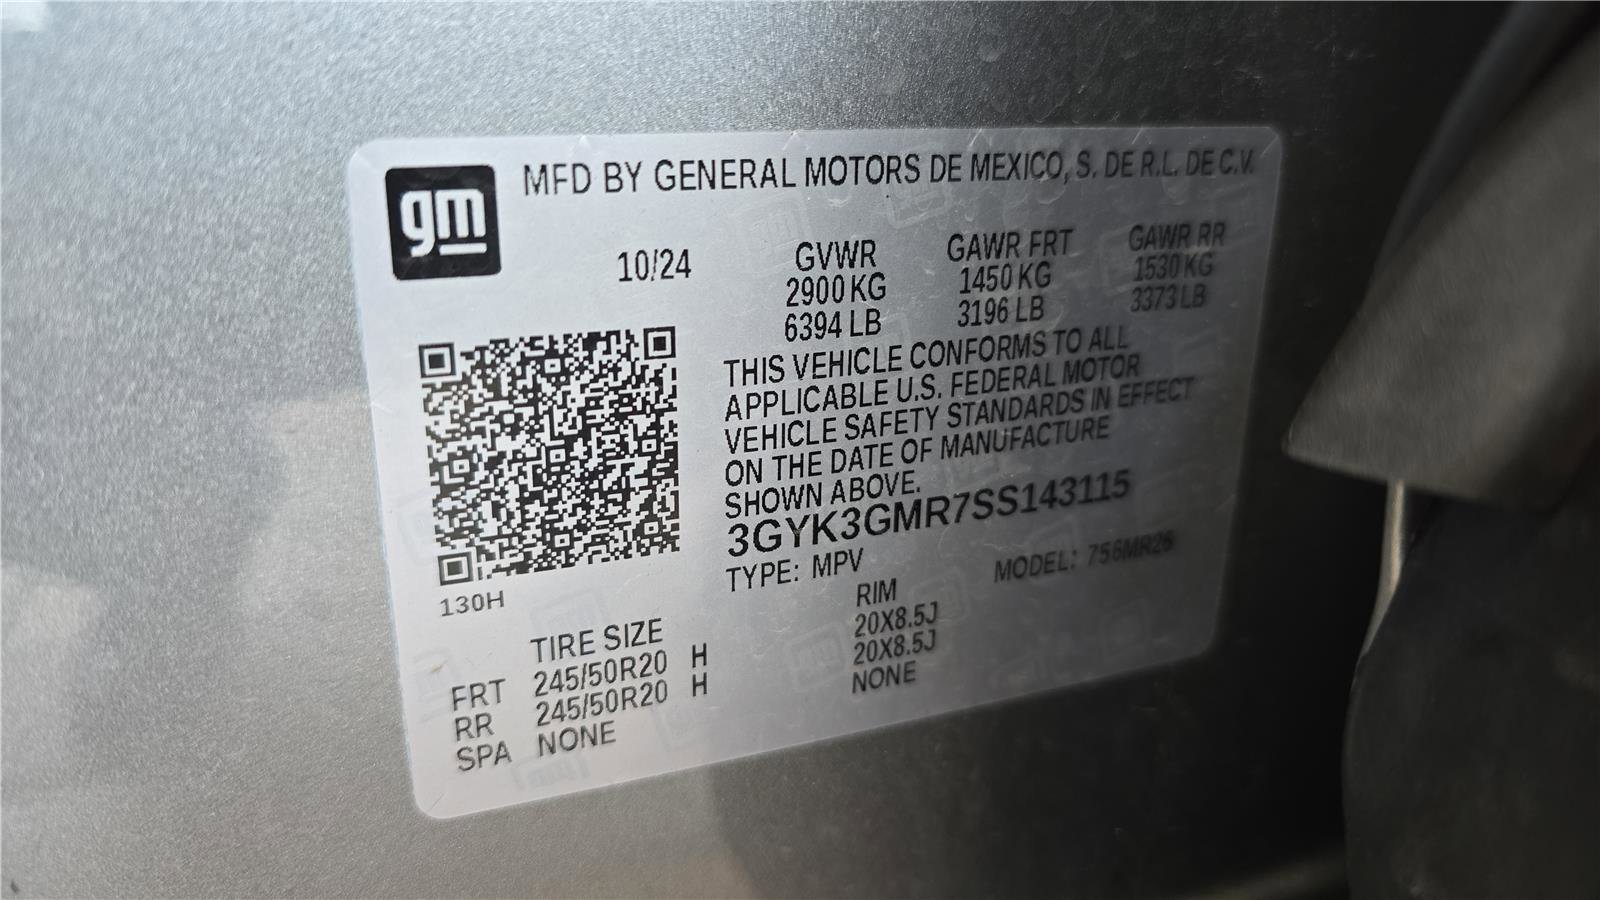 gm
MFD BY GENERAL MOTORS DE MEXICO, S. DE R.L. DE C.V.
10/24 GVWR GAWR FRT GAWR RR
2900 KG 1450 KG 1530 KG
6394 LB 3196 LB 3373 LB
THIS VEHICLE CONFORMS TO ALL
APPLICABLE U.S. FEDERAL MOTOR
VEHICLE SAFETY STANDARDS IN EFFECT
ON THE DATE OF MANUFACTURE
SHOWN ABOVE.
3GYK3GMR7SS143115
TYPE: MPV MODEL: 756MR26
130H
TIRE SIZE RIM
FRT 245/50R20 H 20X8.5J
RR 245/50R20 H 20X8.5J
SPA NONE NONE